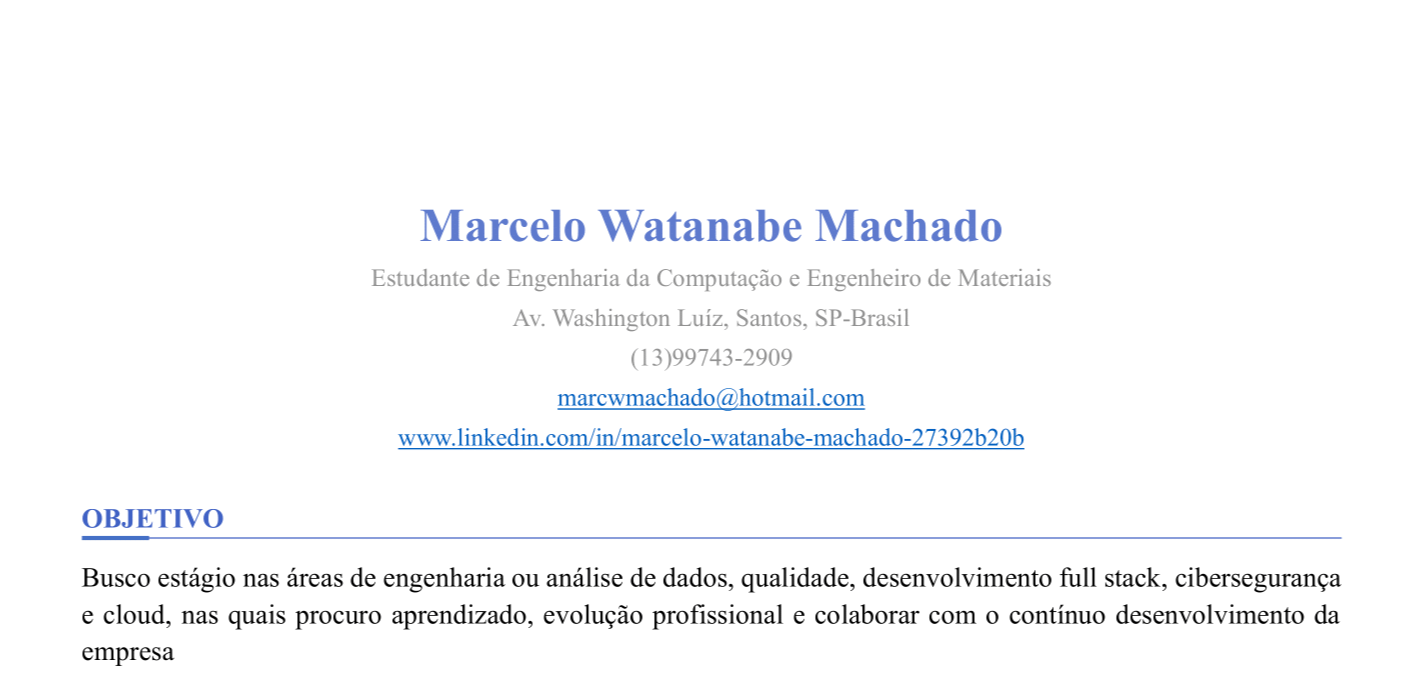 Marcelo Watanabe Machado
Estudante de Engenharia da Computação e Engenheiro de Materiais
Av. Washington Luíz, Santos, SP-Brasil
(13)99743-2909
marcwmachado@hotmail.com
www.linkedin.com/in/marcelo-watanabe-machado-27392b20b
OBJETIVO
Busco estágio nas áreas de engenharia ou análise de dados, qualidade, desenvolvimento full stack, cibersegurança
e cloud, nas quais procuro aprendizado, evolução profissional e colaborar com o contínuo desenvolvimento da
empresa